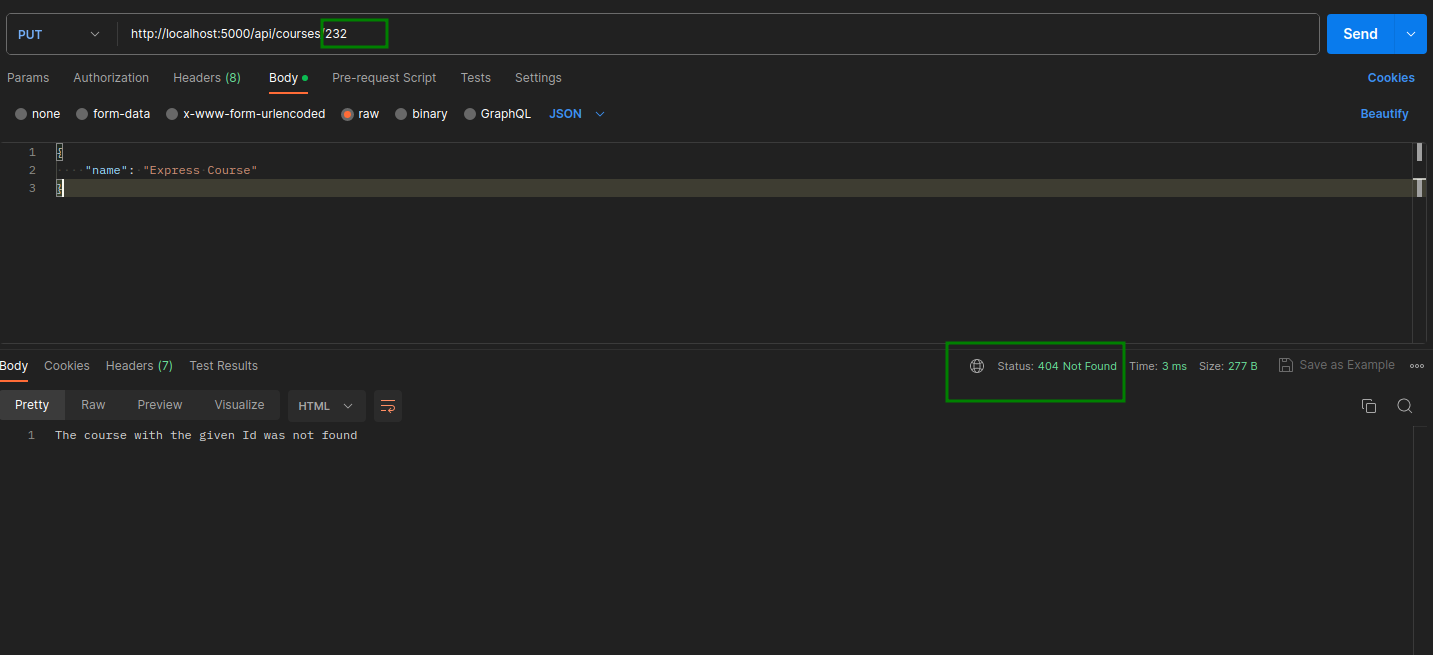 PUT http://localhost:5000/api/courses/232 Send
Params Authorization Headers (8) Body Pre-request Script Tests Settings Cookies
none form-data x-www-form-urlencoded raw binary GraphQL JSON Beautify
1 {
2 "name": "Express Course"
3 }
Body Cookies Headers (7) Test Results Status: 404 Not Found Time: 3 ms Size: 277 B Save as Example
Pretty Raw Preview Visualize HTML
1 The course with the given Id was not found